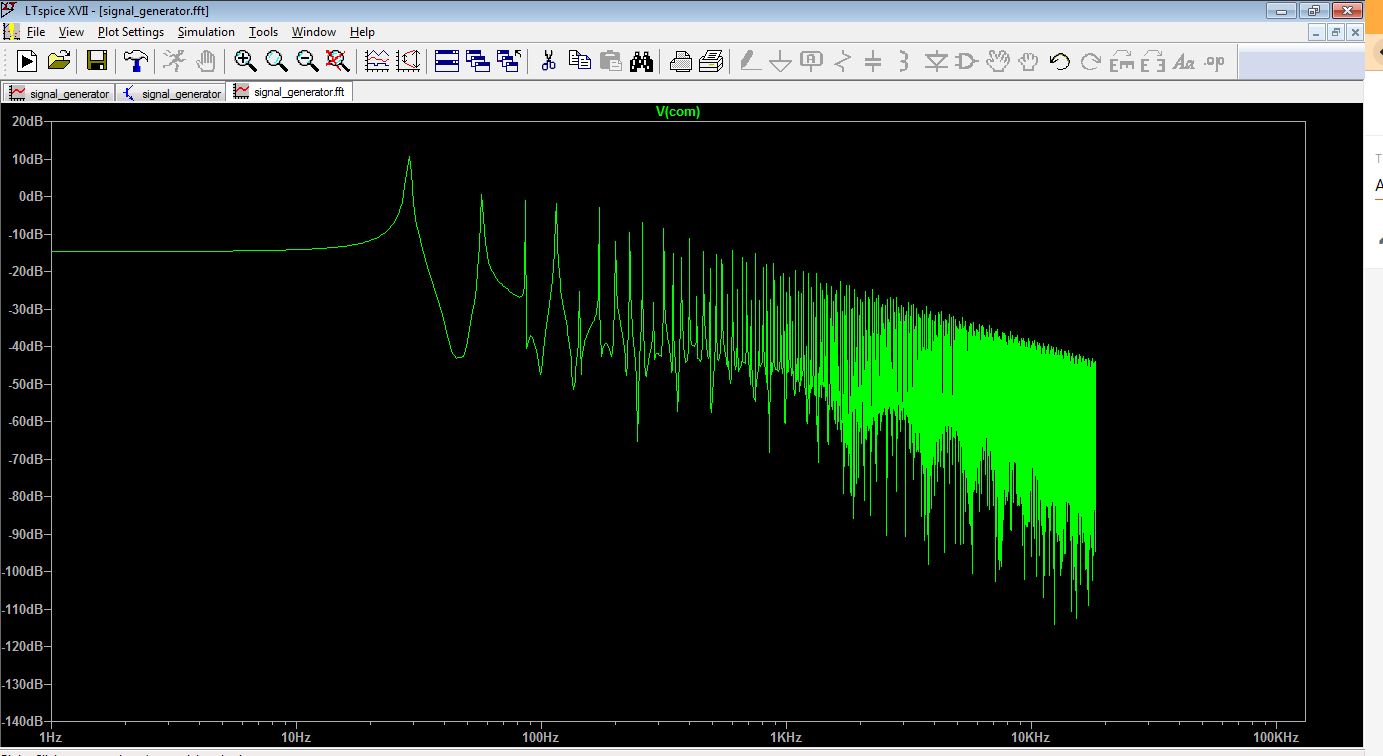 LTspice XVII - [signal_generator.fft]
File View Plot Settings Simulation Tools Window Help
Aa .op
signal_generator signal_generator signal_generator.fft
V(com)
20dB
10dB
0dB
-10dB
-20dB
-30dB
-40dB
-50dB
-60dB
-70dB
-80dB
-90dB
-100dB
-110dB
-120dB
-130dB
-140dB
1Hz 10Hz 100Hz 1KHz 10KHz 100KHz